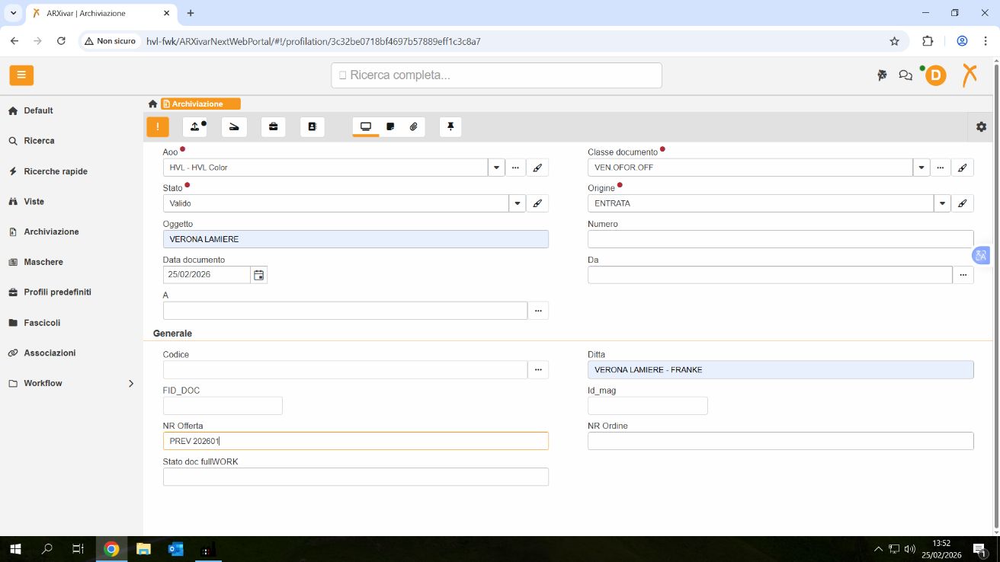 ARXivar | Archiviazione
Non sicuro
hvl-fwk/ARXivarNextWebPortal/#!/profilation/3c32be0718bf4697b57889eff1c3c8a7
Ricerca completa...
D
Default
Ricerca
Ricerche rapide
Viste
Archiviazione
Maschere
Profili predefiniti
Fascicoli
Associazioni
Workflow
Archiviazione
Aoo
Classe documento
HVL - HVL Color
VEN.OFOR.OFF
Stato
Origine
Valido
ENTRATA
Oggetto
Numero
VERONA LAMIERE
Data documento
Da
25/02/2026
A
Generale
Codice
Ditta
VERONA LAMIERE - FRANKE
FID_DOC
Id_mag
NR Offerta
NR Ordine
PREV 202601
Stato doc fullWORK
13:52
25/02/2026
1